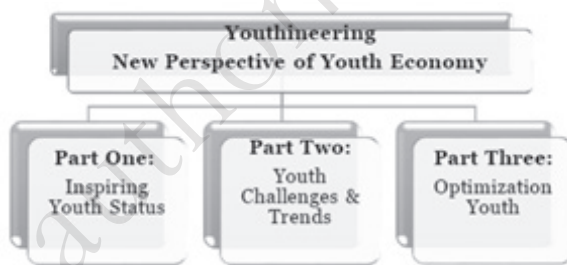 Youthineering
New Perspective of Youth Economy
Part One:
Inspiring
Youth Status
Part Two:
Youth
Challenges &
Trends
Part Three:
Optimization
Youth